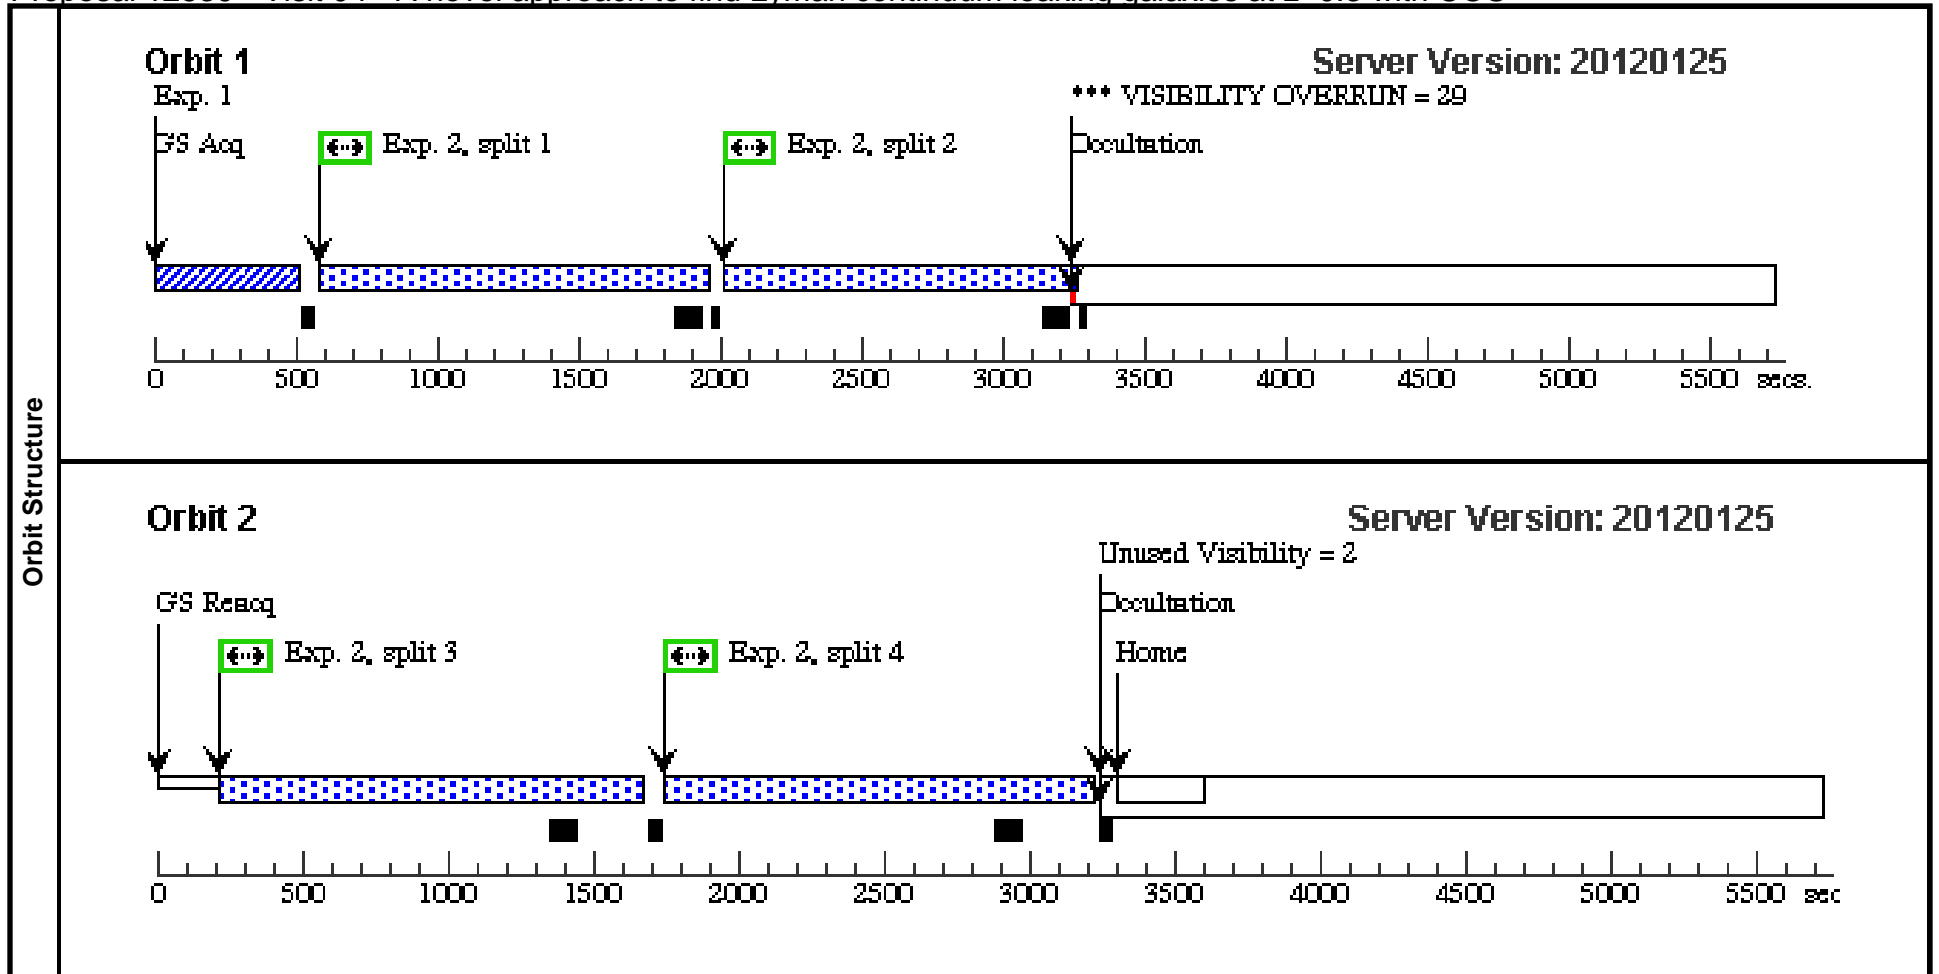 Orbit Structure
Orbit 1
Server Version: 20120125
Exp. 1
*** VISIBILITY OVERRUN = 29
GS Acq
Exp. 2, split 1
Exp. 2, split 2
Occultation
0 500 1000 1500 2000 2500 3000 3500 4000 4500 5000 5500 secs.
Orbit 2
Server Version: 20120125
Unused Visibility = 2
GS Reacq
Occultation
Exp. 2, split 3
Exp. 2, split 4
Home
0 500 1000 1500 2000 2500 3000 3500 4000 4500 5000 5500 sec